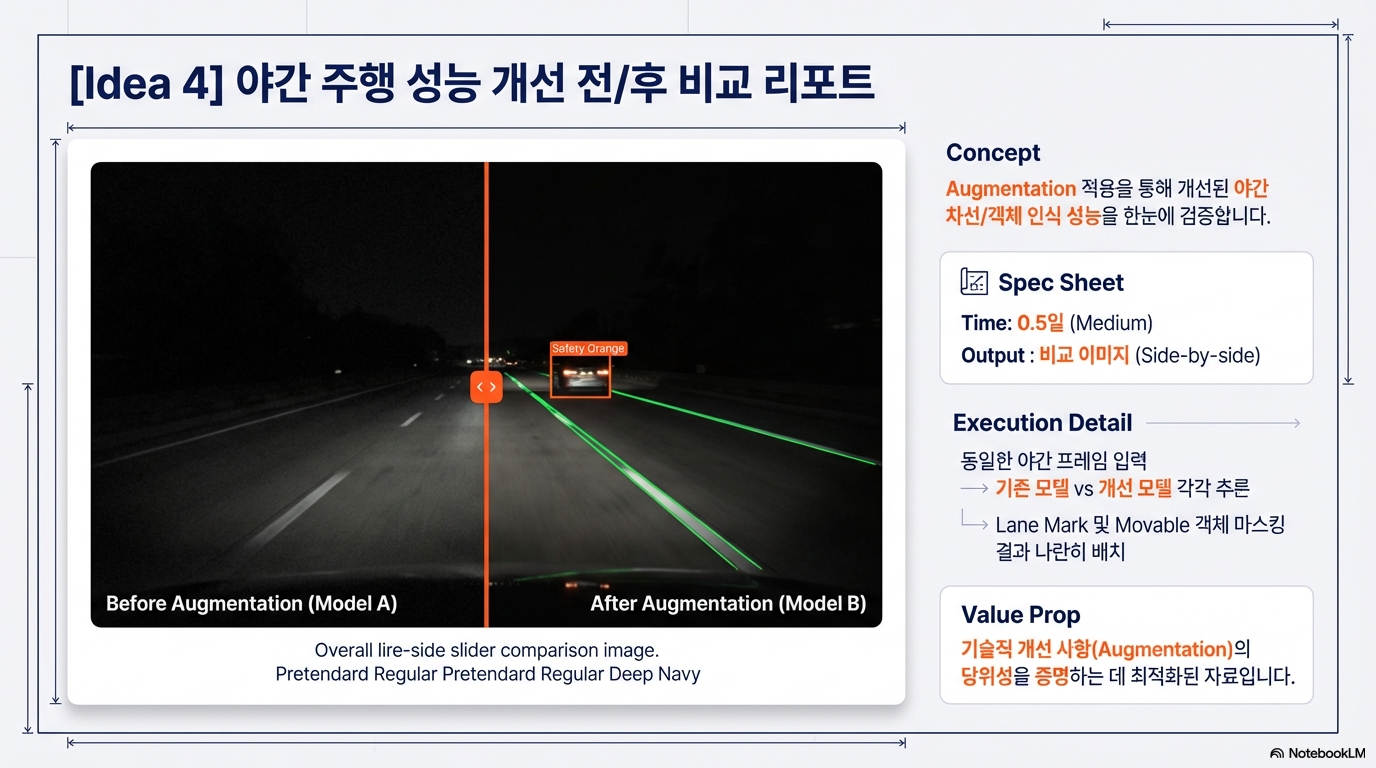 [Idea 4] 야간 주행 성능 개선 전/후 비교 리포트
Safety Orange
Before Augmentation (Model A)
After Augmentation (Model B)
Overall lire-side slider comparison image.
Pretendard Regular Pretendard Regular Deep Navy
Concept
Augmentation 적용을 통해 개선된 야간
차선/객체 인식 성능을 한눈에 검증합니다.
Spec Sheet
Time: 0.5일 (Medium)
Output : 비교 이미지 (Side-by-side)
Execution Detail
동일한 야간 프레임 입력
기존 모델 vs 개선 모델 각각 추론
Lane Mark 및 Movable 객체 마스킹
결과 나란히 배치
Value Prop
기술직 개선 사항(Augmentation)의
당위성을 증명하는 데 최적화된 자료입니다.
NotebookLM